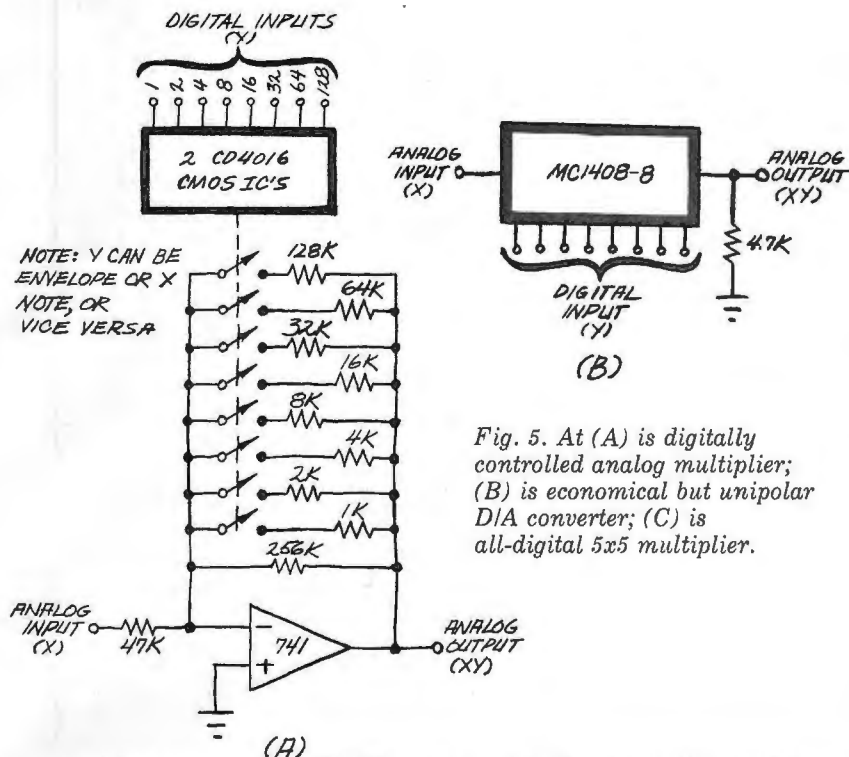 DIGITAL INPUTS
(Y)
1 2 4 8 16 32 64 128
2 CD4016
CMOS IC'S
NOTE: Y CAN BE
ENVELOPE OR X
NOTE, OR
VICE VERSA
128K
64K
32K
16K
8K
4K
2K
1K
256K
ANALOG
INPUT
(X)
47K
-
+
741
ANALOG
OUTPUT
(XY)
(A)
ANALOG
INPUT
(X)
MC1408-8
ANALOG
OUTPUT
(XY)
4.7K
DIGITAL
INPUT
(Y)
(B)
Fig. 5. At (A) is digitally
controlled analog multiplier;
(B) is economical but unipolar
D/A converter; (C) is
all-digital 5x5 multiplier.